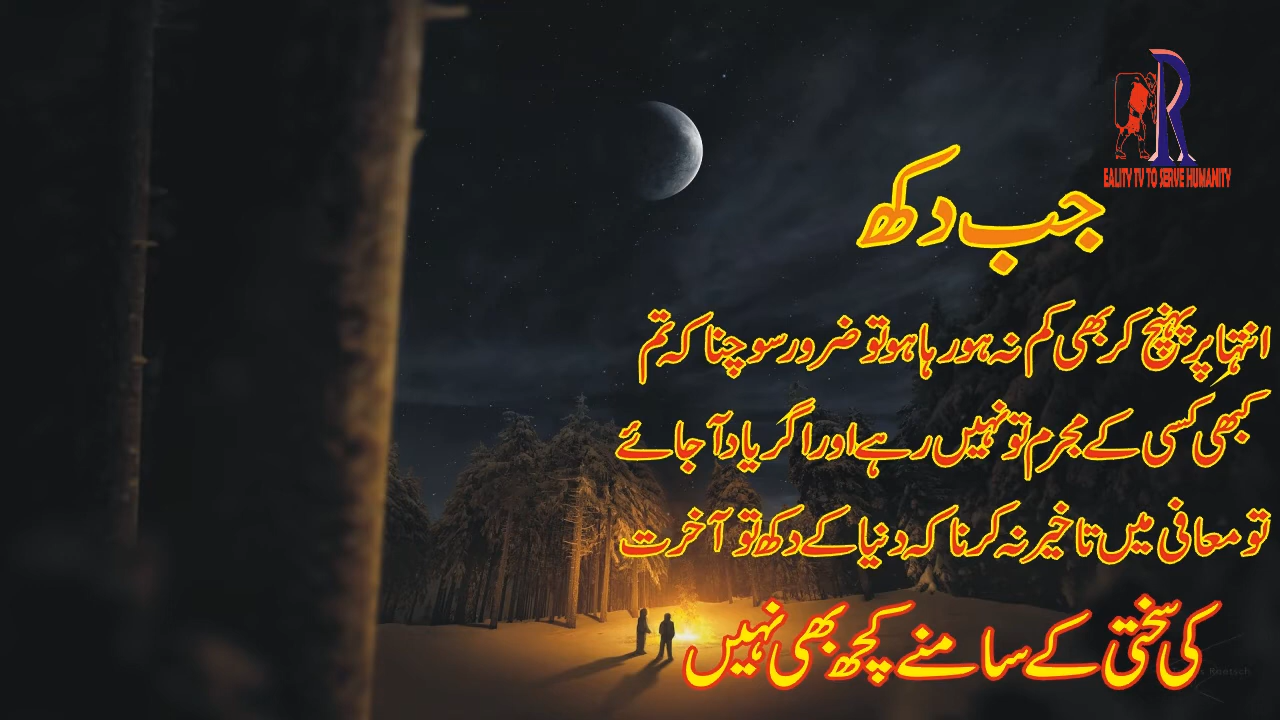 R
EALITY TV TO SERVE HUMANITY
جب دکھ
انتہا پر پہنچ کر بھی کم نہ ہو رہا ہو تو ضرور سوچنا کہ تم
کبھی کسی کے مجرم تو نہیں رہے اور اگر یاد آ جائے
تو معافی میں تاخیر نہ کرنا کہ دنیا کے دکھ تو آخرت
کی سختی کے سامنے کچھ بھی نہیں